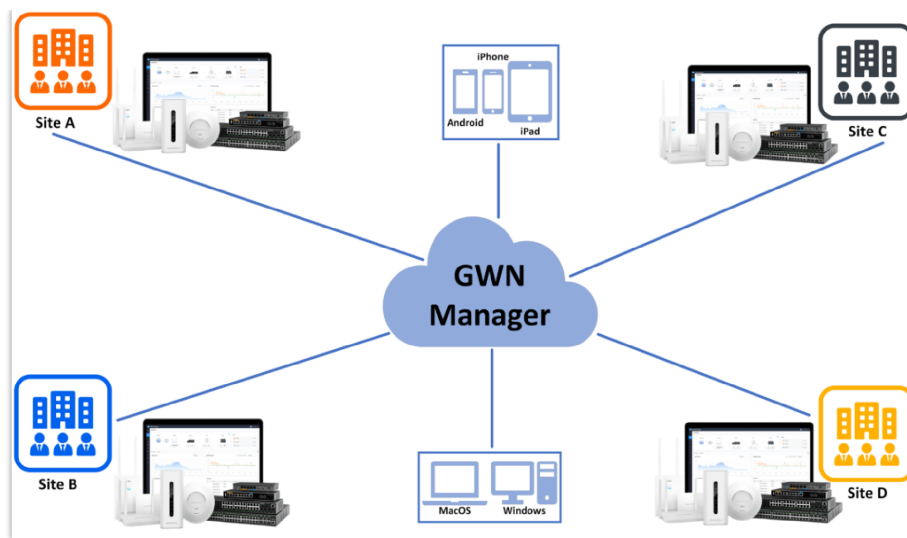 Site A
iPhone
Android
iPad
Site C
GWN
Manager
Site B
MacOS
Windows
Site D